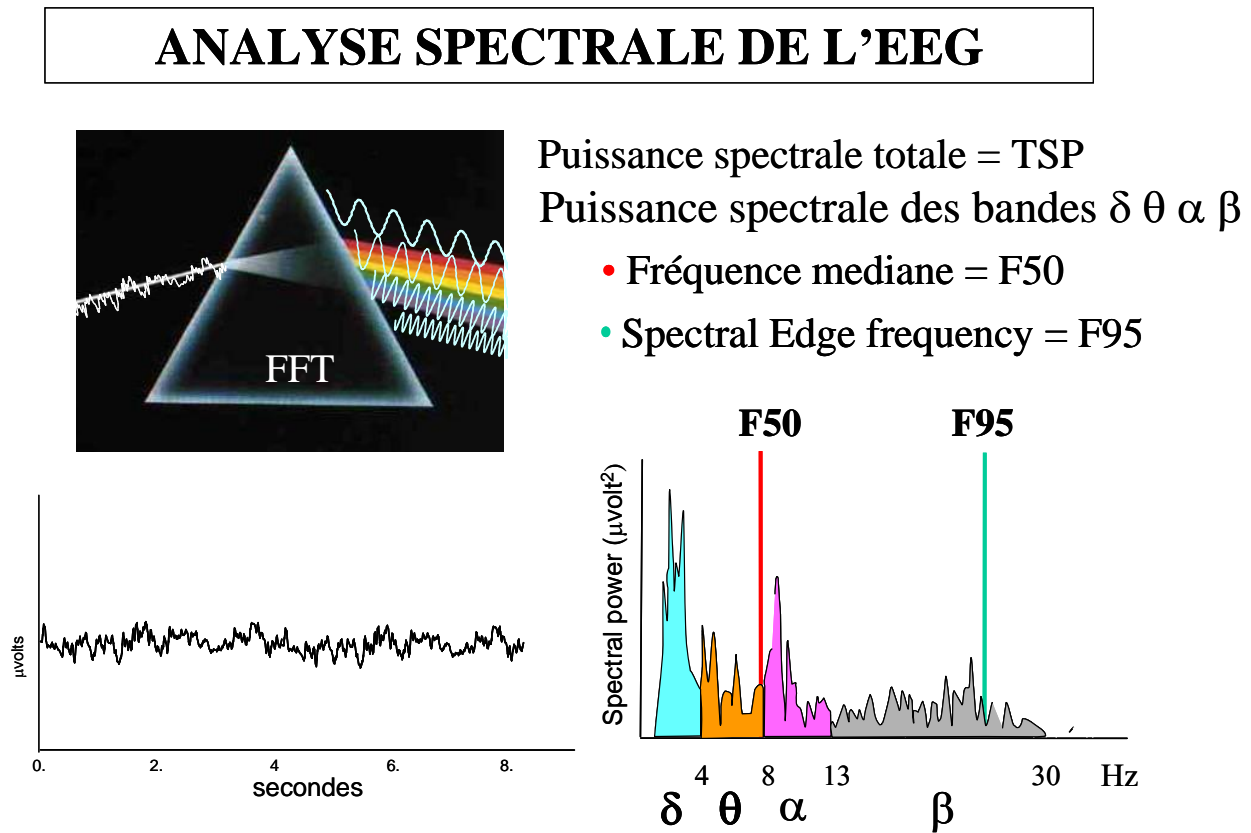 ANALYSE SPECTRALE DE L'EEG
Puissance spectrale totale = TSP
Puissance spectrale des bandes δ θ α β
• Fréquence mediane = F50
• Spectral Edge frequency = F95
FFT
F50 F95
Spectral power (µvolt²)
4 8 13 30 Hz
δ θ α β
µvolts
0. 2. 4 6. 8.
secondes